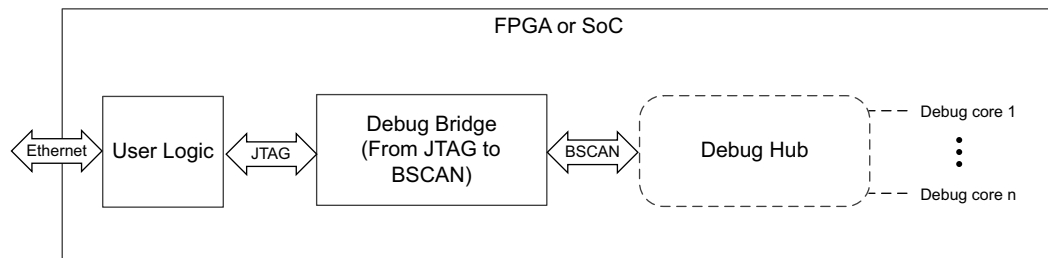 FPGA or SoC
Ethernet
User Logic
JTAG
Debug Bridge
(From JTAG to
BSCAN)
BSCAN
Debug Hub
Debug core 1
Debug core n